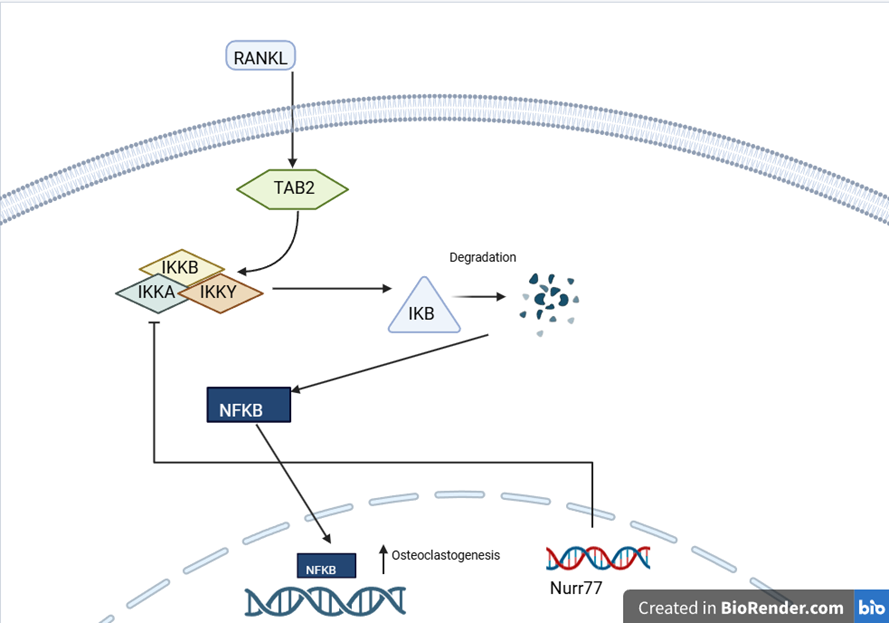 RANKL
TAB2
IKKB
IKKA
IKKY
Degradation
IKB
NFKB
NFKB
Osteoclastogenesis
Nurr77
Created in BioRender.com bio